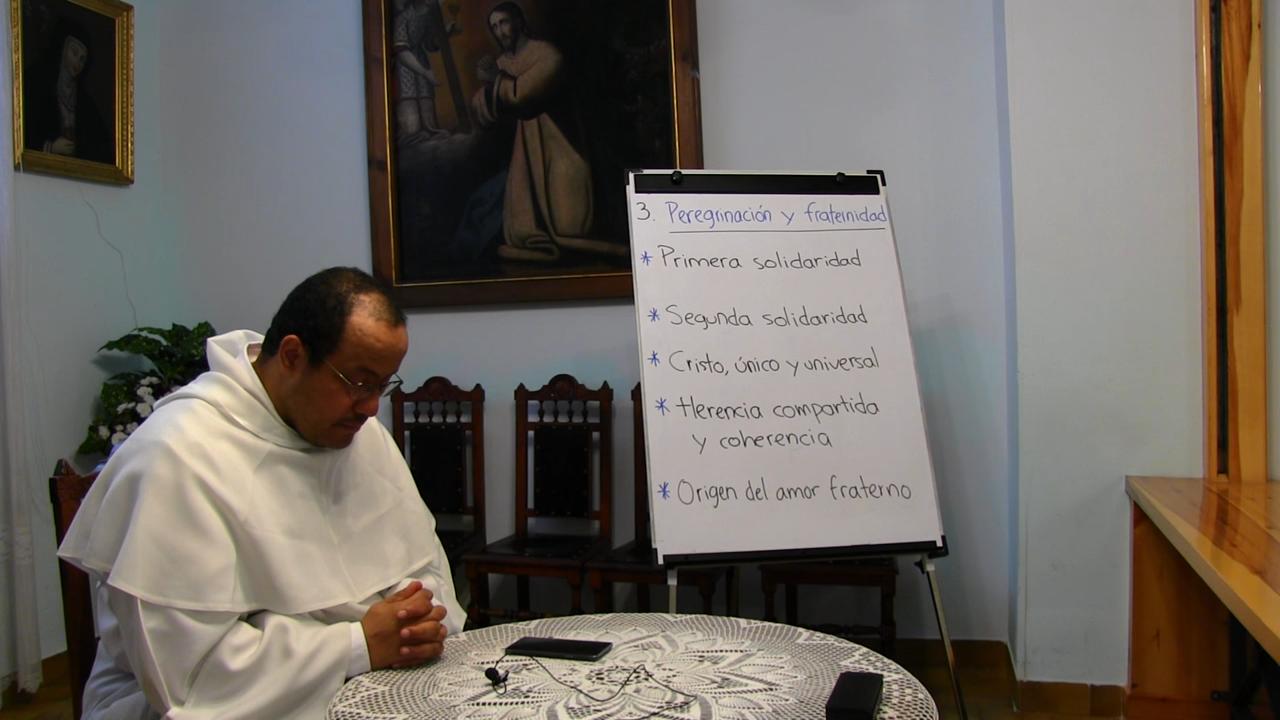 3. Peregrinación y fraternidad
* Primera solidaridad
* Segunda solidaridad
* Cristo, único y universal
* Herencia compartida
y coherencia
* Origen del amor fraterno